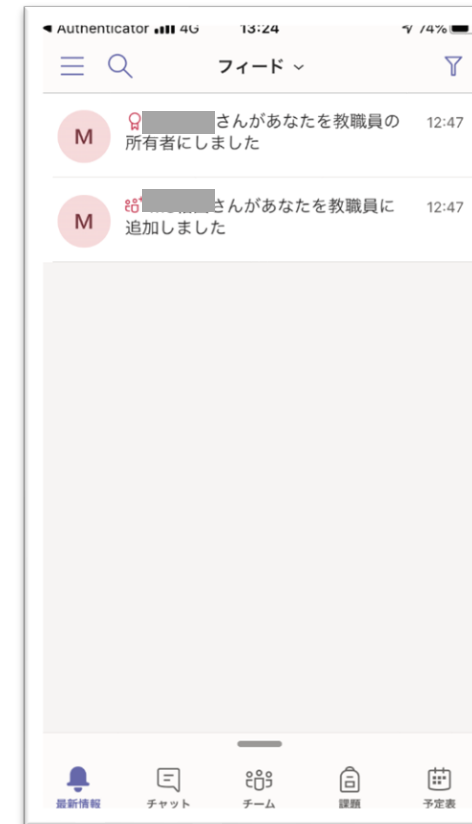 ◀ Authenticator 4G 13:24 74%
フィード
M さんがあなたを教職員の 12:47
所有者にしました
M さんがあなたを教職員に 12:47
追加しました
最新情報 チャット チーム 課題 予定表